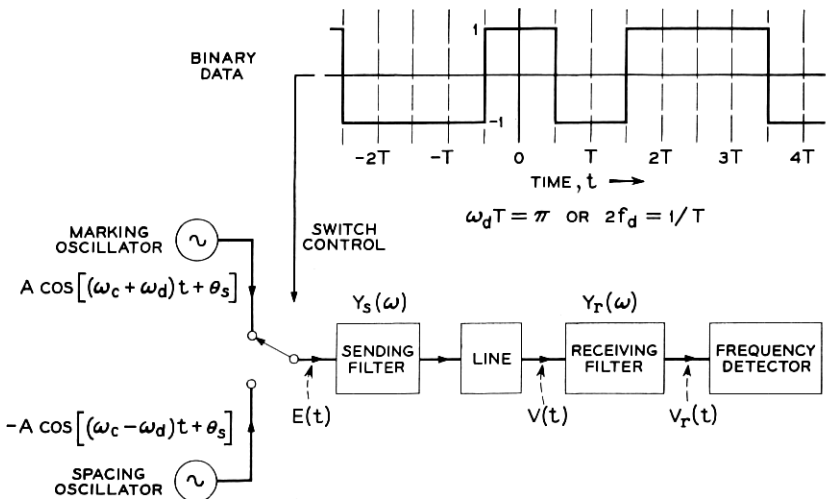 BINARY
DATA
1
-1
-2T -T 0 T 2T 3T 4T
TIME, t →
ω_d T = π OR 2f_d = 1/T
SWITCH
CONTROL
MARKING
OSCILLATOR
~
A cos[(ω_c + ω_d)t + θ_s]
Y_s(ω) Y_r(ω)
SENDING
FILTER
LINE
RECEIVING
FILTER
FREQUENCY
DETECTOR
E(t) V(t) V_r(t)
-A cos[(ω_c - ω_d)t + θ_s]
~
SPACING
OSCILLATOR